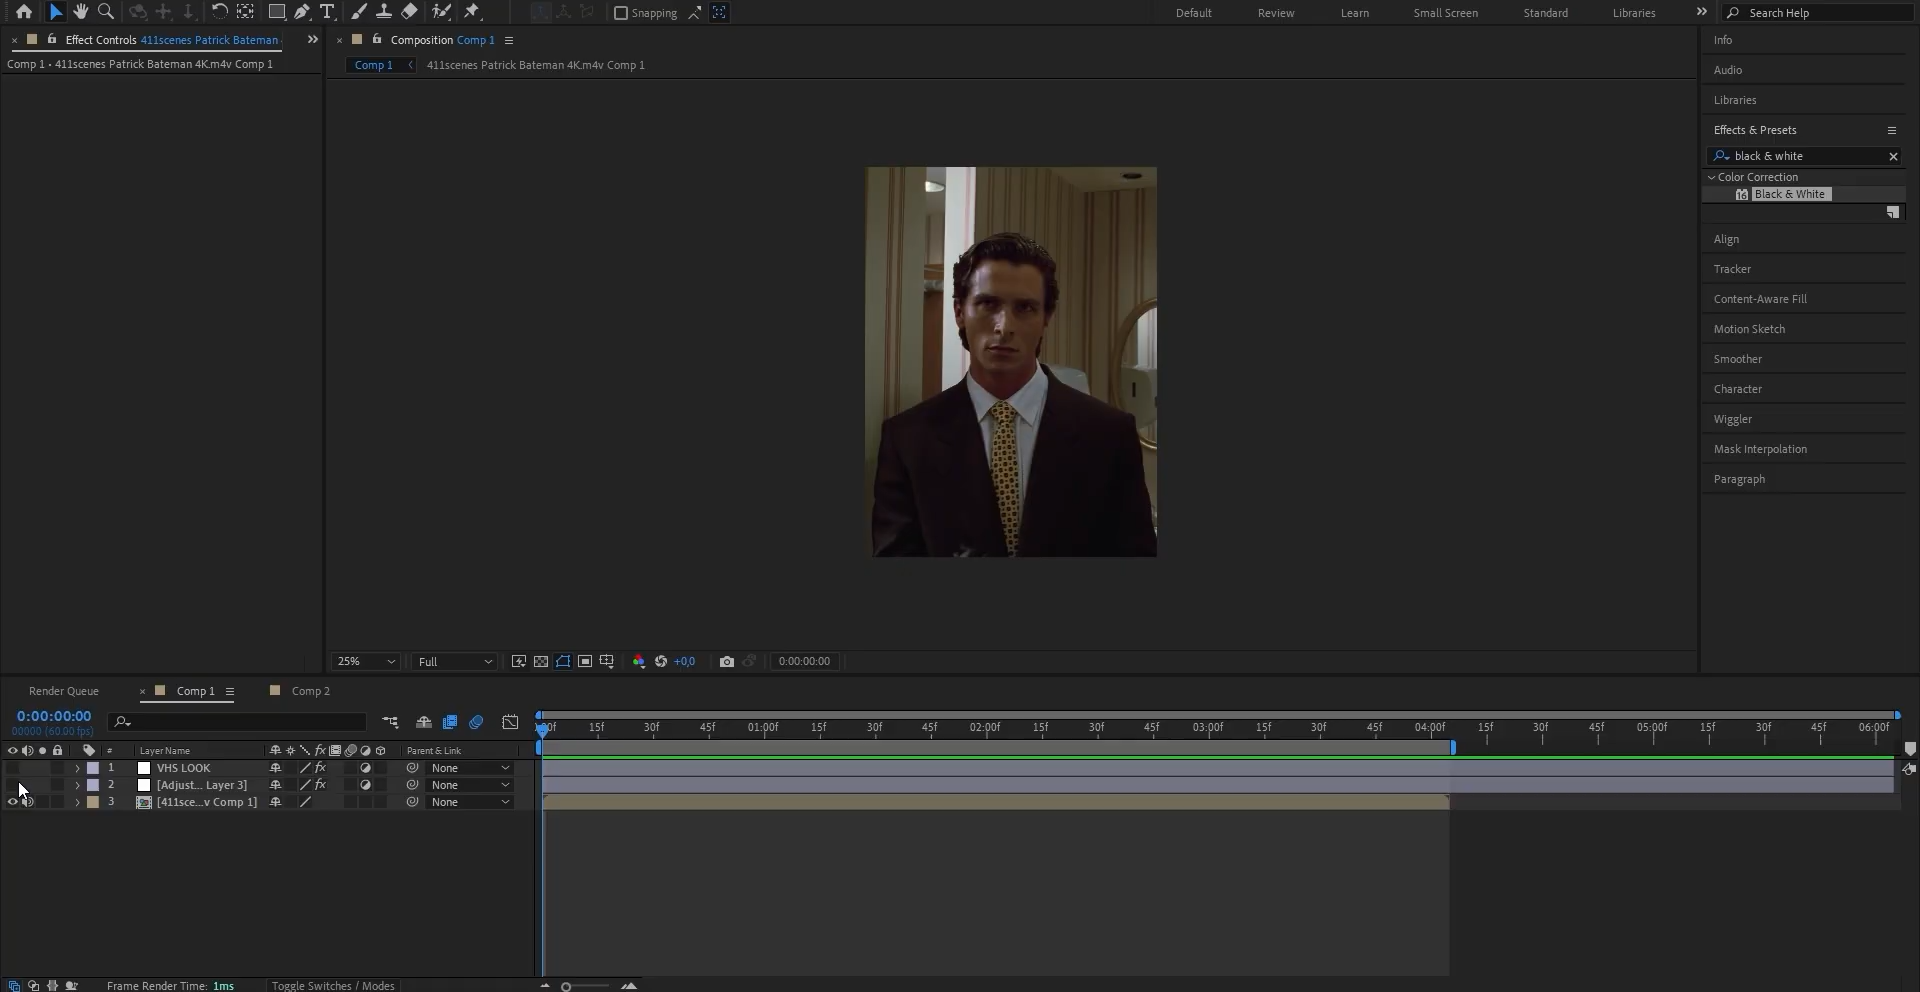 Snapping
Default
Review
Learn
Small Screen
Standard
Libraries
Search Help
Effect Controls 411scenes Patrick Bateman
Composition Comp 1
Comp 1 • 411scenes Patrick Bateman 4K.m4v Comp 1
Comp 1
411scenes Patrick Bateman 4K.m4v Comp 1
Info
Audio
Libraries
Effects & Presets
black & white
Color Correction
16
Black & White
Align
Tracker
Content-Aware Fill
Motion Sketch
Smoother
Character
Wiggler
Mask Interpolation
Paragraph
25%
Full
+0,0
0:00:00:00
Render Queue
Comp 1
Comp 2
0:00:00:00
00000 (60.00 fps)
15f 30f 45f 01:00f 15f 30f 45f 02:00f 15f 30f 45f 03:00f 15f 30f 45f 04:00f 15f 30f 45f 05:00f 15f 30f 45f 06:00f
# Layer Name fx Parent & Link
1 VHS LOOK fx None
2 [Adjust... Layer 3] fx None
3 [411sce...v Comp 1] None
Frame Render Time: 1ms
Toggle Switches / Modes